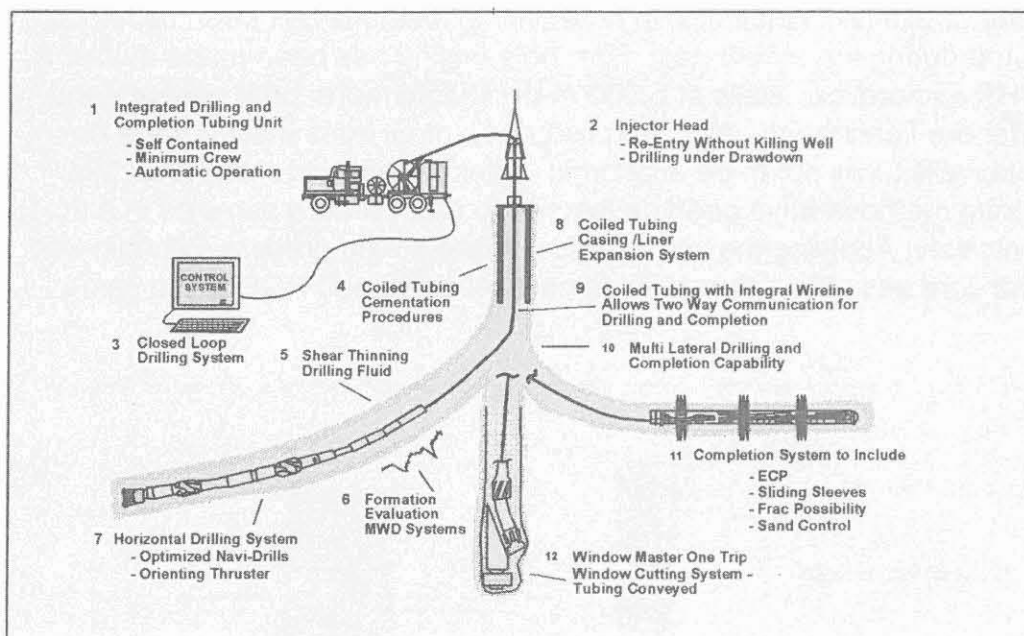 1 Integrated Drilling and
Completion Tubing Unit
- Self Contained
- Minimum Crew
- Automatic Operation
2 Injector Head
- Re-Entry Without Killing Well
- Drilling under Drawdown
CONTROL
SYSTEM
3 Closed Loop
Drilling System
4 Coiled Tubing
Cementation
Procedures
5 Shear Thinning
Drilling Fluid
6 Formation
Evaluation
MWD Systems
7 Horizontal Drilling System
- Optimized Navi-Drills
- Orienting Thruster
8 Coiled Tubing
Casing /Liner
Expansion System
9 Coiled Tubing with Integral Wireline
Allows Two Way Communication for
Drilling and Completion
10 Multi Lateral Drilling and
Completion Capability
11 Completion System to Include
- ECP
- Sliding Sleeves
- Frac Possibility
- Sand Control
12 Window Master One Trip
Window Cutting System -
Tubing Conveyed